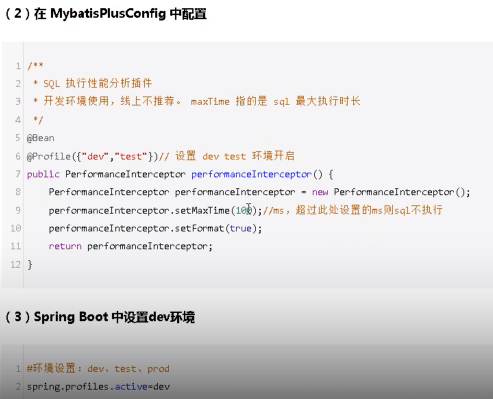 （2）在 MybatisPlusConfig 中配置
1 /**
2 * SQL 执行性能分析插件
3 * 开发环境使用，线上不推荐。 maxTime 指的是 sql 最大执行时长
4 */
5 @Bean
6 @Profile({"dev","test"})// 设置 dev test 环境开启
7 public PerformanceInterceptor performanceInterceptor() {
8 PerformanceInterceptor performanceInterceptor = new PerformanceInterceptor();
9 performanceInterceptor.setMaxTime(100);//ms，超过此处设置的ms则sql不执行
10 performanceInterceptor.setFormat(true);
11 return performanceInterceptor;
12 }
（3）Spring Boot 中设置dev环境
1 #环境设置：dev、test、prod
2 spring.profiles.active=dev